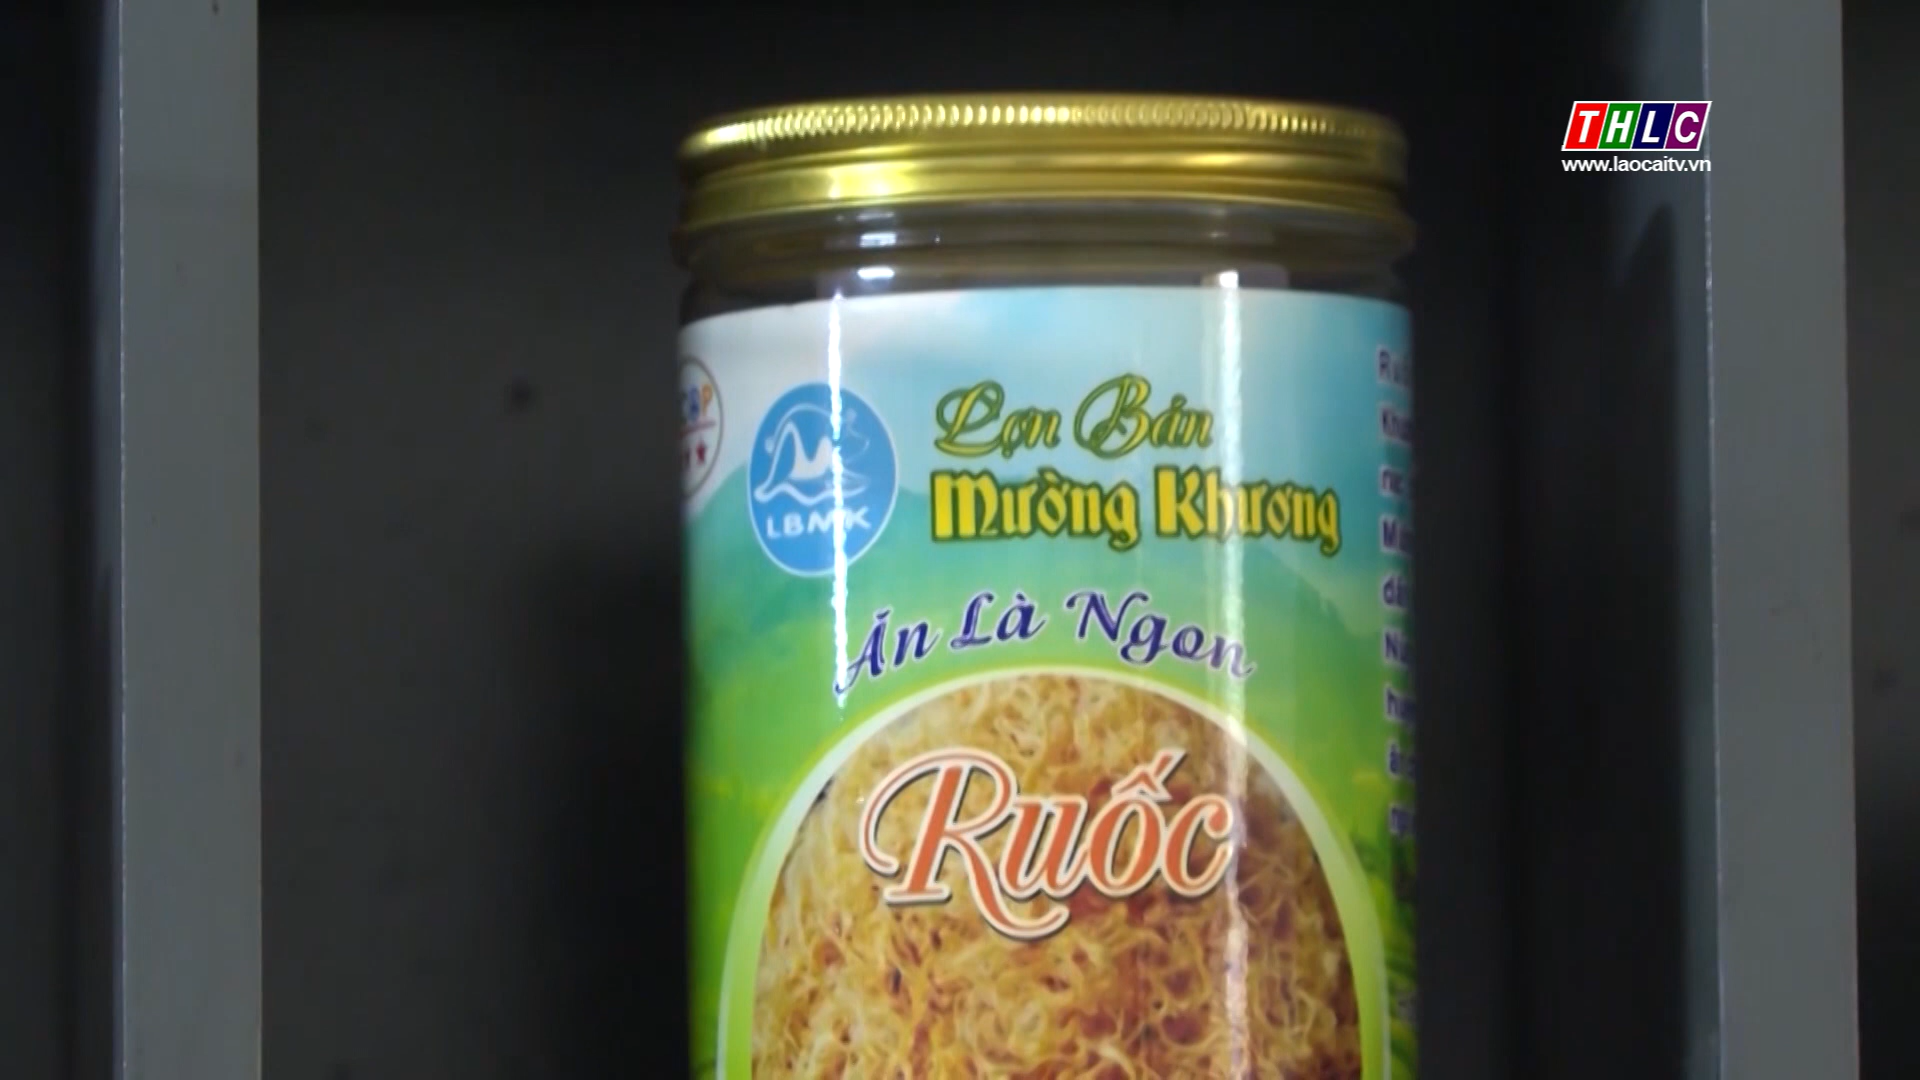 THLC
www.laocaitv.vn
Lợn Bản
Mường Khương
LBMK
Ăn Là Ngon
Ruốc